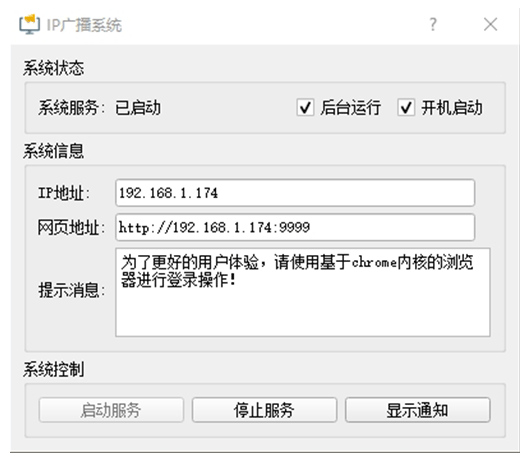 IP广播系统
系统状态
系统服务: 已启动 后台运行 开机启动
系统信息
IP地址: 192.168.1.174
网页地址: http://192.168.1.174:9999
提示消息: 为了更好的用户体验，请使用基于chrome内核的浏览
器进行登录操作！
系统控制
启动服务 停止服务 显示通知